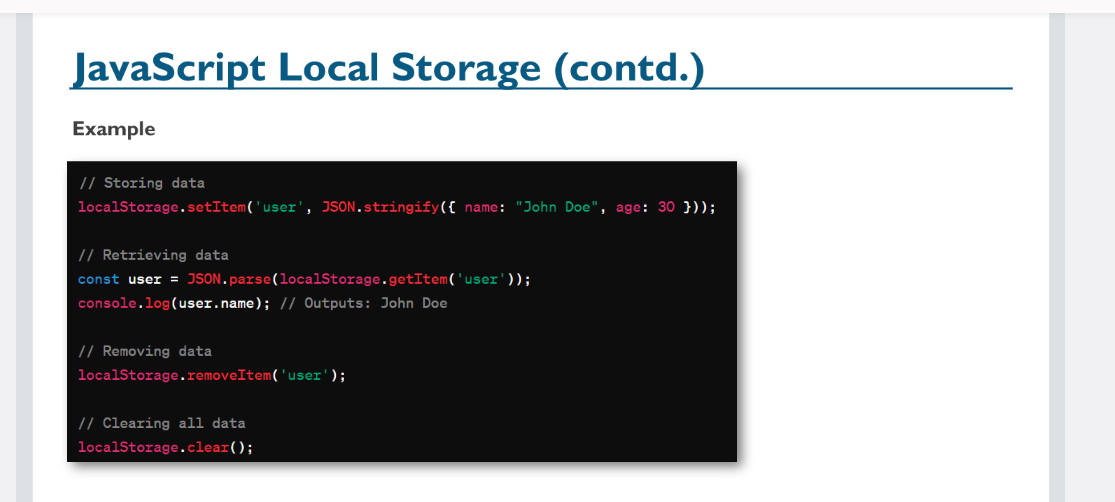 JavaScript Local Storage (contd.)
Example
// Storing data
localStorage.setItem('user', JSON.stringify({ name: "John Doe", age: 30 }));
// Retrieving data
const user = JSON.parse(localStorage.getItem('user'));
console.log(user.name); // Outputs: John Doe
// Removing data
localStorage.removeItem('user');
// Clearing all data
localStorage.clear();